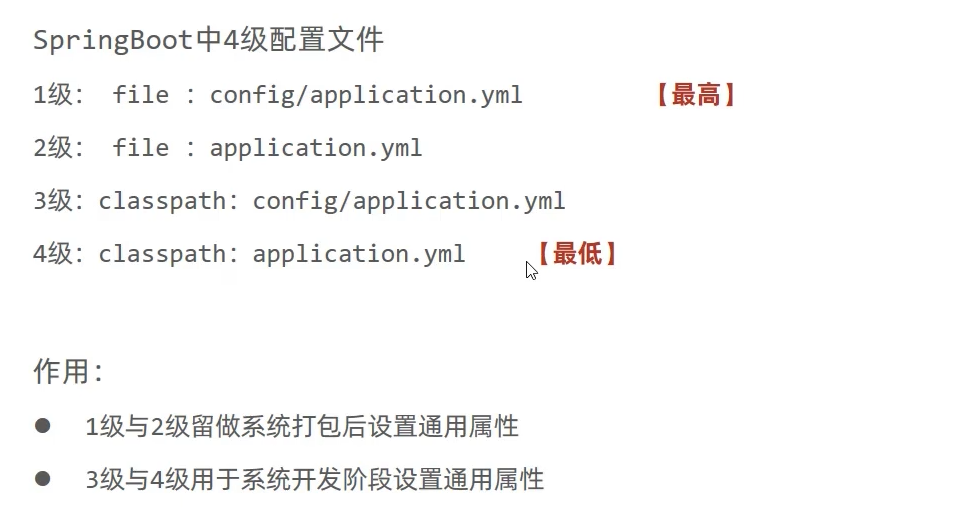 SpringBoot中4级配置文件
1级： file ：config/application.yml 【最高】
2级： file ：application.yml
3级：classpath：config/application.yml
4级：classpath：application.yml 【最低】
作用：
● 1级与2级留做系统打包后设置通用属性
● 3级与4级用于系统开发阶段设置通用属性